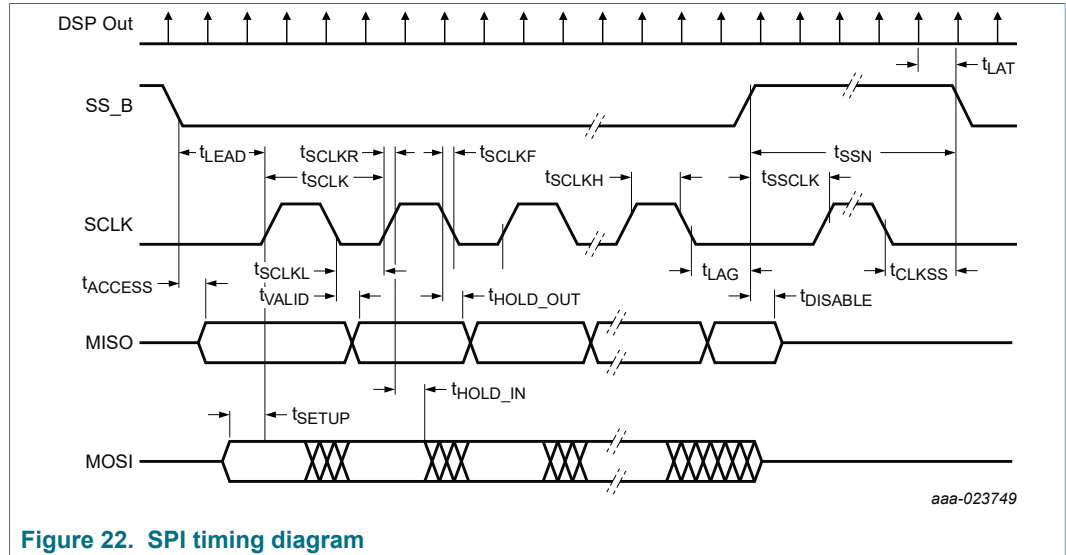 DSP Out
tLAT
SS_B
tLEAD
tSCLKR
tSCLKF
tSSN
tSCLK
tSCLKH
tSSCLK
SCLK
tSCLKL
tLAG
tCLKSS
tACCESS
tVALID
tHOLD_OUT
tDISABLE
MISO
tHOLD_IN
tSETUP
MOSI
aaa-023749
Figure 22. SPI timing diagram